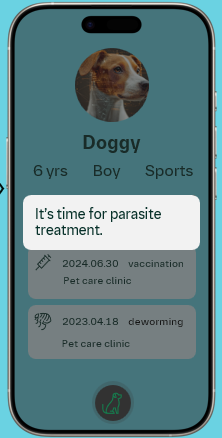 Doggy
6 yrs Boy Sports
It's time for parasite
treatment.
2024.06.30 vaccination
Pet care clinic
2023.04.18 deworming
Pet care clinic